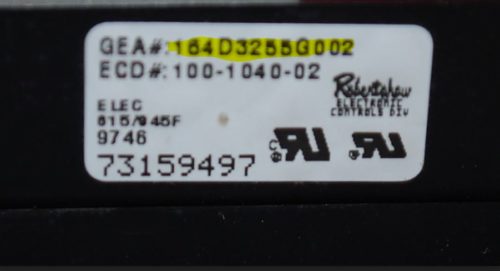 GEA#: 164D3255G002
ECD#: 100-1040-02
Robertshaw
ELECTRONIC
CONTROLS DIV
ELEC
615/945F
9746
73159497